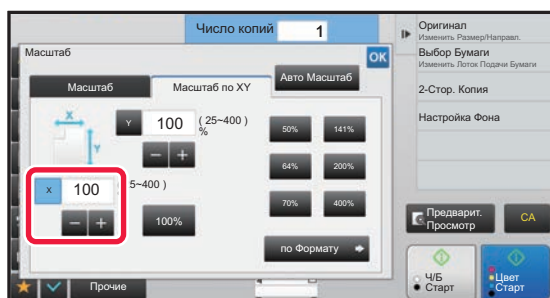 Число копий 1
Масштаб
OK
Масштаб
Масштаб по XY
Авто Масштаб
X
Y
Y 100 ( 25~400 )
%
− +
X 100 5~400 )
− +
100%
50% 141%
64% 200%
70% 400%
по Формату
Прочие
Оригинал
Изменить Размер/Направл.
Выбор Бумаги
Изменить Лоток Подачи Бумаги
2-Стор. Копия
Настройка Фона
Предварит.
Просмотр
CA
Ч/Б
Старт
Цвет
Старт